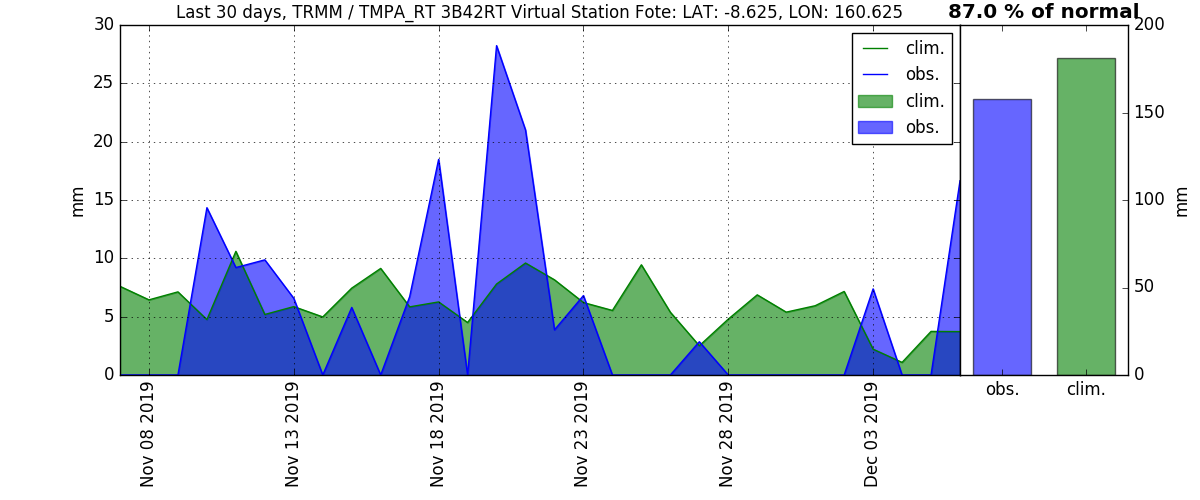 Last 30 days, TRMM / TMPA_RT 3B42RT Virtual Station Fote: LAT: -8.625, LON: 160.625
87.0 % of normal
30
25
20
15
10
5
0
mm
clim.
obs.
clim.
obs.
200
150
100
50
0
mm
obs.
clim.
Nov 08 2019
Nov 13 2019
Nov 18 2019
Nov 23 2019
Nov 28 2019
Dec 03 2019